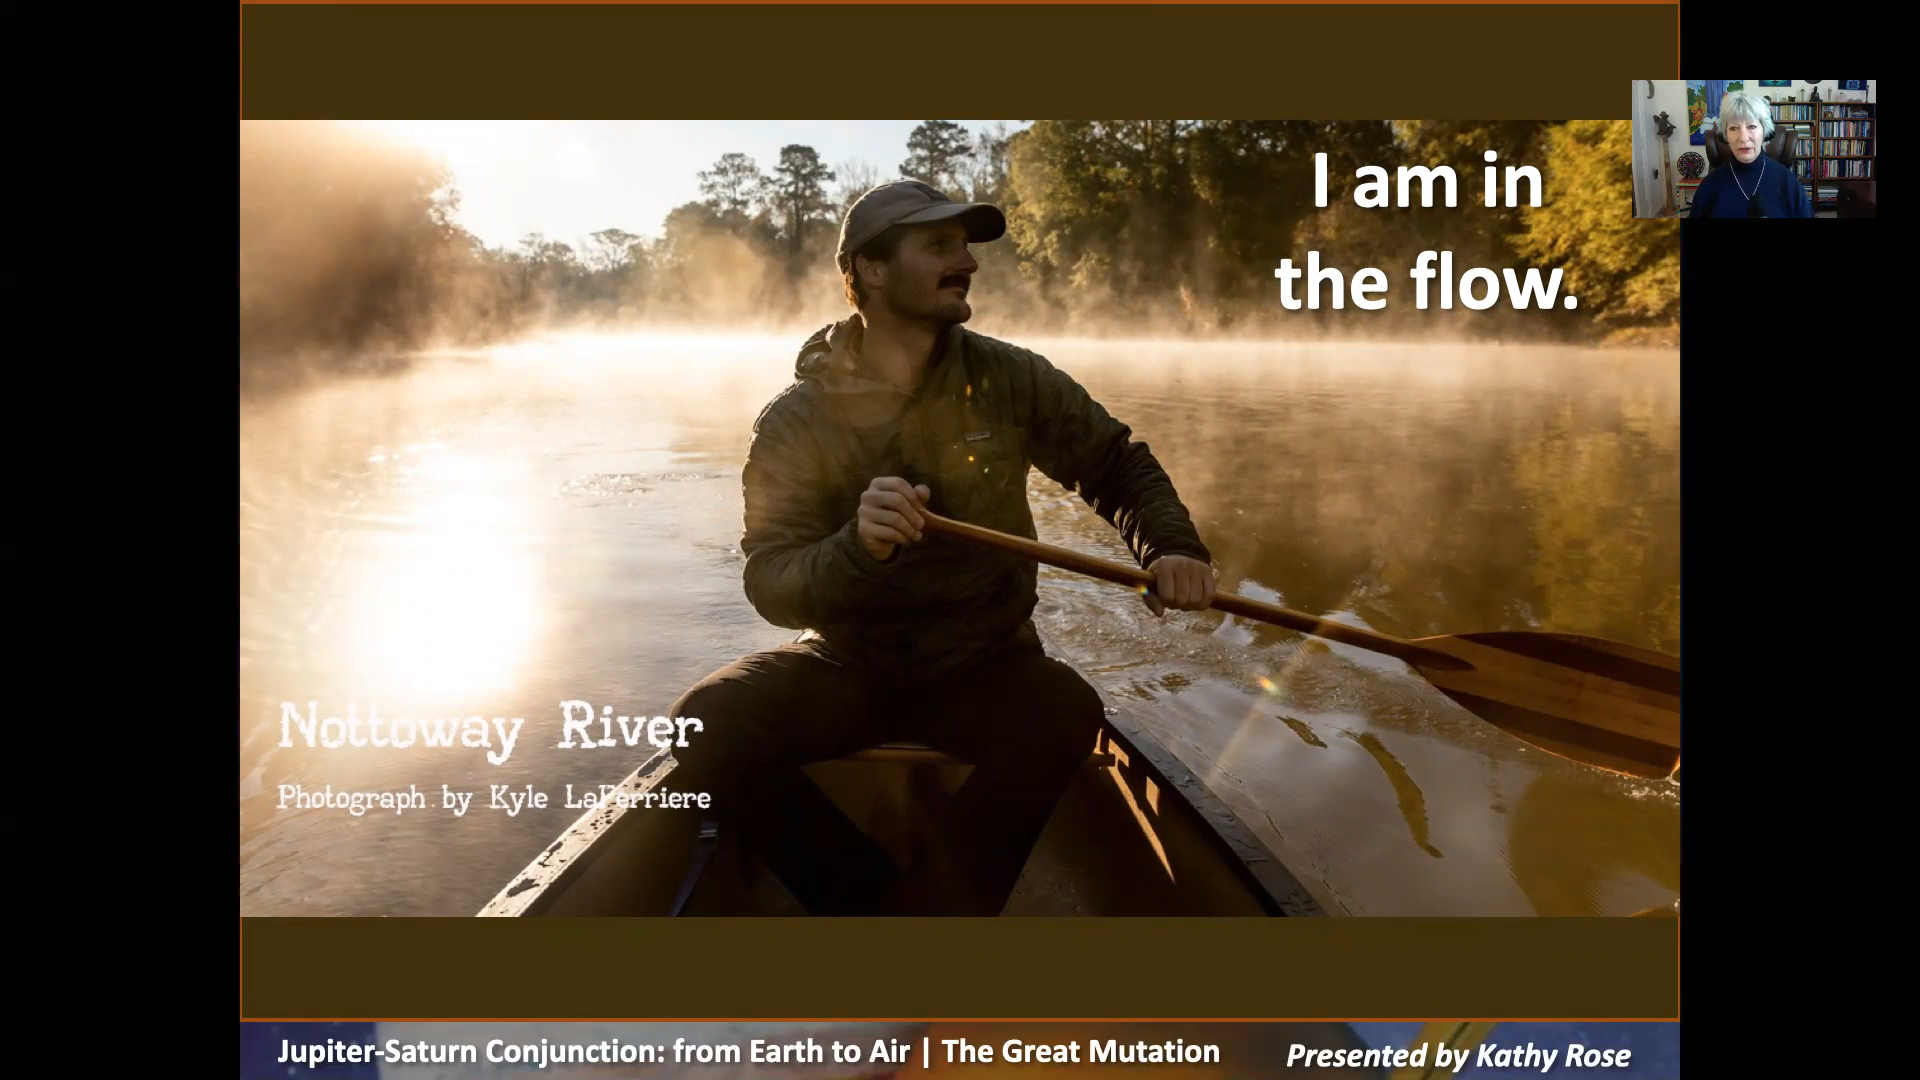 I am in
the flow.
Nottoway River
Photograph by Kyle LaFerriere
Jupiter-Saturn Conjunction: from Earth to Air | The Great Mutation
Presented by Kathy Rose